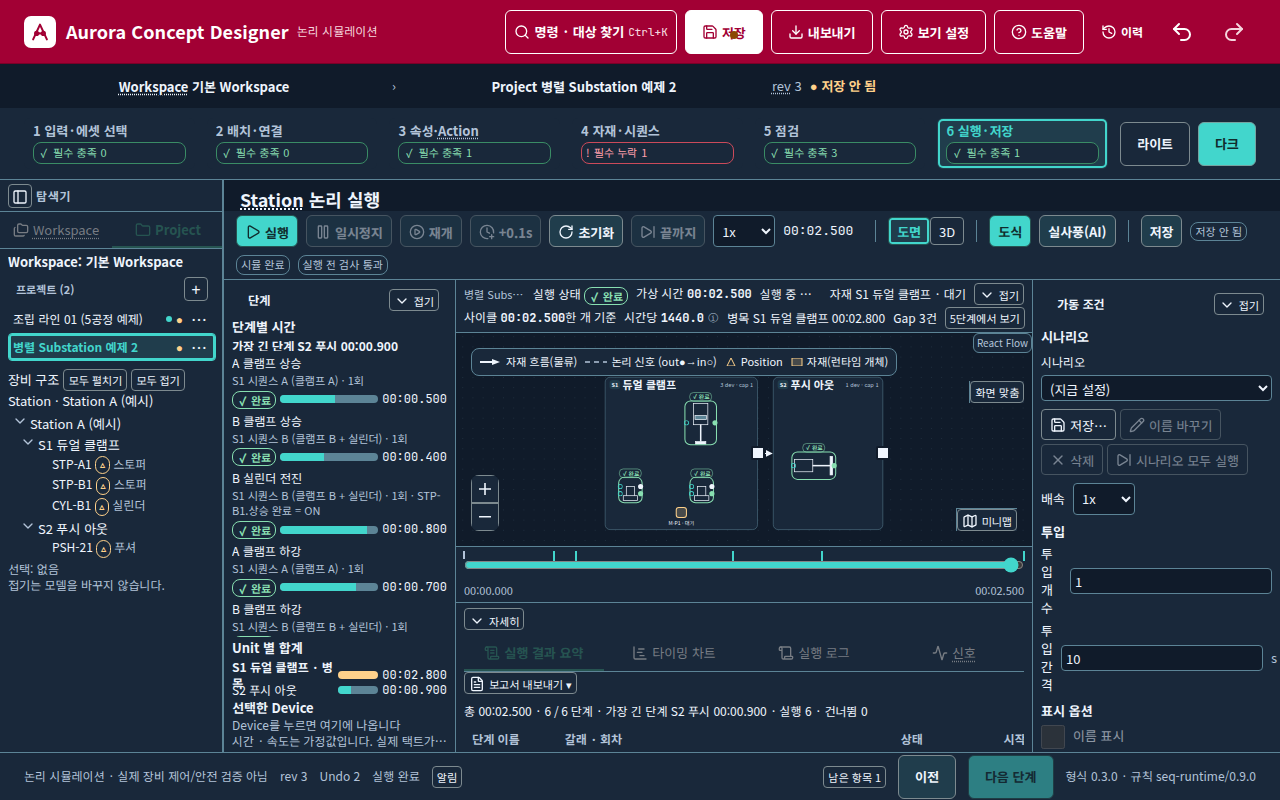 Aurora Concept Designer 논리 시뮬레이션
명령 · 대상 찾기 Ctrl+K
내보내기
보기 설정
도움말
이력
Workspace 기본 Workspace
›
Project 병렬 Substation 예제 2
rev 3 ● 저장 안 됨
1 입력·에셋 선택
✓ 필수 충족 0
2 배치·연결
✓ 필수 충족 0
3 속성·Action
✓ 필수 충족 1
4 자재·시퀀스
! 필수 누락 1
5 점검
✓ 필수 충족 3
6 실행·저장
✓ 필수 충족 1
라이트
다크
탐색기
Workspace
Project
Workspace: 기본 Workspace
프로젝트 (2)
+
조립 라인 01 (5공정 예제)
병렬 Substation 예제 2
장비 구조 모두 펼치기 모두 접기
Station · Station A (예시)
Station A (예시)
S1 듀얼 클램프
STP-A1 스토퍼
STP-B1 스토퍼
CYL-B1 실린더
S2 푸시 아웃
PSH-21 푸셔
선택: 없음
접기는 모델을 바꾸지 않습니다.
Station 논리 실행
실행
일시정지
재개
+0.1s
초기화
끝까지
1x
00:02.500
도면 3D
도식
실사풍(AI)
저장
저장 안 됨
시뮬 완료
실행 전 검사 통과
단계
접기
단계별 시간
가장 긴 단계 S2 푸시 00:00.900
A 클램프 상승
S1 시퀀스 A (클램프 A) · 1회
✓ 완료 00:00.500
B 클램프 상승
S1 시퀀스 B (클램프 B + 실린더) · 1회
✓ 완료 00:00.400
B 실린더 전진
S1 시퀀스 B (클램프 B + 실린더) · 1회 · STP-
B1.상승 완료 = ON
✓ 완료 00:00.800
A 클램프 하강
S1 시퀀스 A (클램프 A) · 1회
✓ 완료 00:00.700
B 클램프 하강
S1 시퀀스 B (클램프 B + 실린더) · 1회
Unit 별 합계
S1 듀얼 클램프 · 병
목
00:02.800
S2 푸시 아웃 00:00.900
선택한 Device
Device를 누르면 여기에 나옵니다
시간 · 속도는 가정값입니다. 실제 택트가⋯
병렬 Subs⋯ 실행 상태 ✓ 완료 가상 시간 00:02.500 실행 중 ⋯ 자재 S1 듀얼 클램프 · 대기 접기
사이클 00:02.500한 개 기준 시간당 1440.0 ⓘ 병목 S1 듀얼 클램프 00:02.800 Gap 3건 5단계에서 보기
React Flow
자재 흐름(물류) 논리 신호 (out●→in○) △ Position 자재(런타임 개체)
S1 듀얼 클램프 3 dev · cap 1
S2 푸시 아웃 1 dev · cap 1
✓ 완료
✓ 완료
✓ 완료
✓ 완료
M-P1 · 대기
화면 맞춤
+
−
미니맵
00:00.000
00:02.500
자세히
실행 결과 요약
타이밍 차트
실행 로그
신호
보고서 내보내기 ▾
총 00:02.500 · 6 / 6 단계 · 가장 긴 단계 S2 푸시 00:00.900 · 실행 6 · 건너뜀 0
단계 이름 갈래 · 회차 상태 시작
가동 조건
접기
시나리오
시나리오
(지금 설정)
저장⋯
이름 바꾸기
삭제
시나리오 모두 실행
배속 1x
투입
투입 개수
1
투입 간격
10 s
표시 옵션
이름 표시
논리 시뮬레이션 · 실제 장비 제어/안전 검증 아님 rev 3 Undo 2 실행 완료 알림
남은 항목 1
이전
다음 단계
형식 0.3.0 · 규칙 seq-runtime/0.9.0